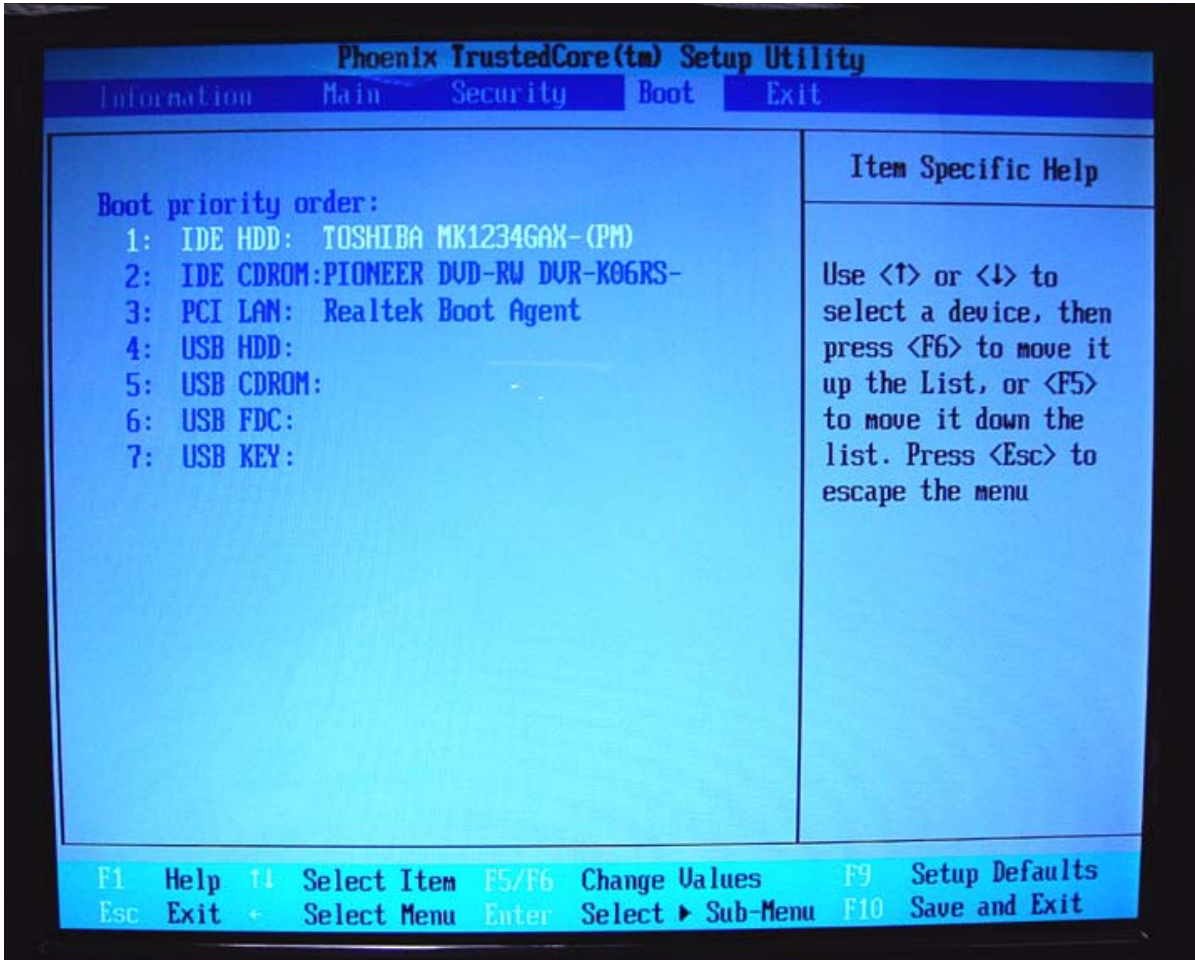 Phoenix TrustedCore(tm) Setup Utility
Information Main Security Boot Exit
Boot priority order:
1: IDE HDD: TOSHIBA MK1234GAX-(PM)
2: IDE CDROM:PIONEER DVD-RW DVR-K06RS-
3: PCI LAN: Realtek Boot Agent
4: USB HDD:
5: USB CDROM:
6: USB FDC:
7: USB KEY:
Item Specific Help
Use <↑> or <↓> to
select a device, then
press <F6> to move it
up the List, or <F5>
to move it down the
list. Press <Esc> to
escape the menu
F1 Help ↑↓ Select Item F5/F6 Change Values F9 Setup Defaults
Esc Exit ← Select Menu Enter Select ▶ Sub-Menu F10 Save and Exit